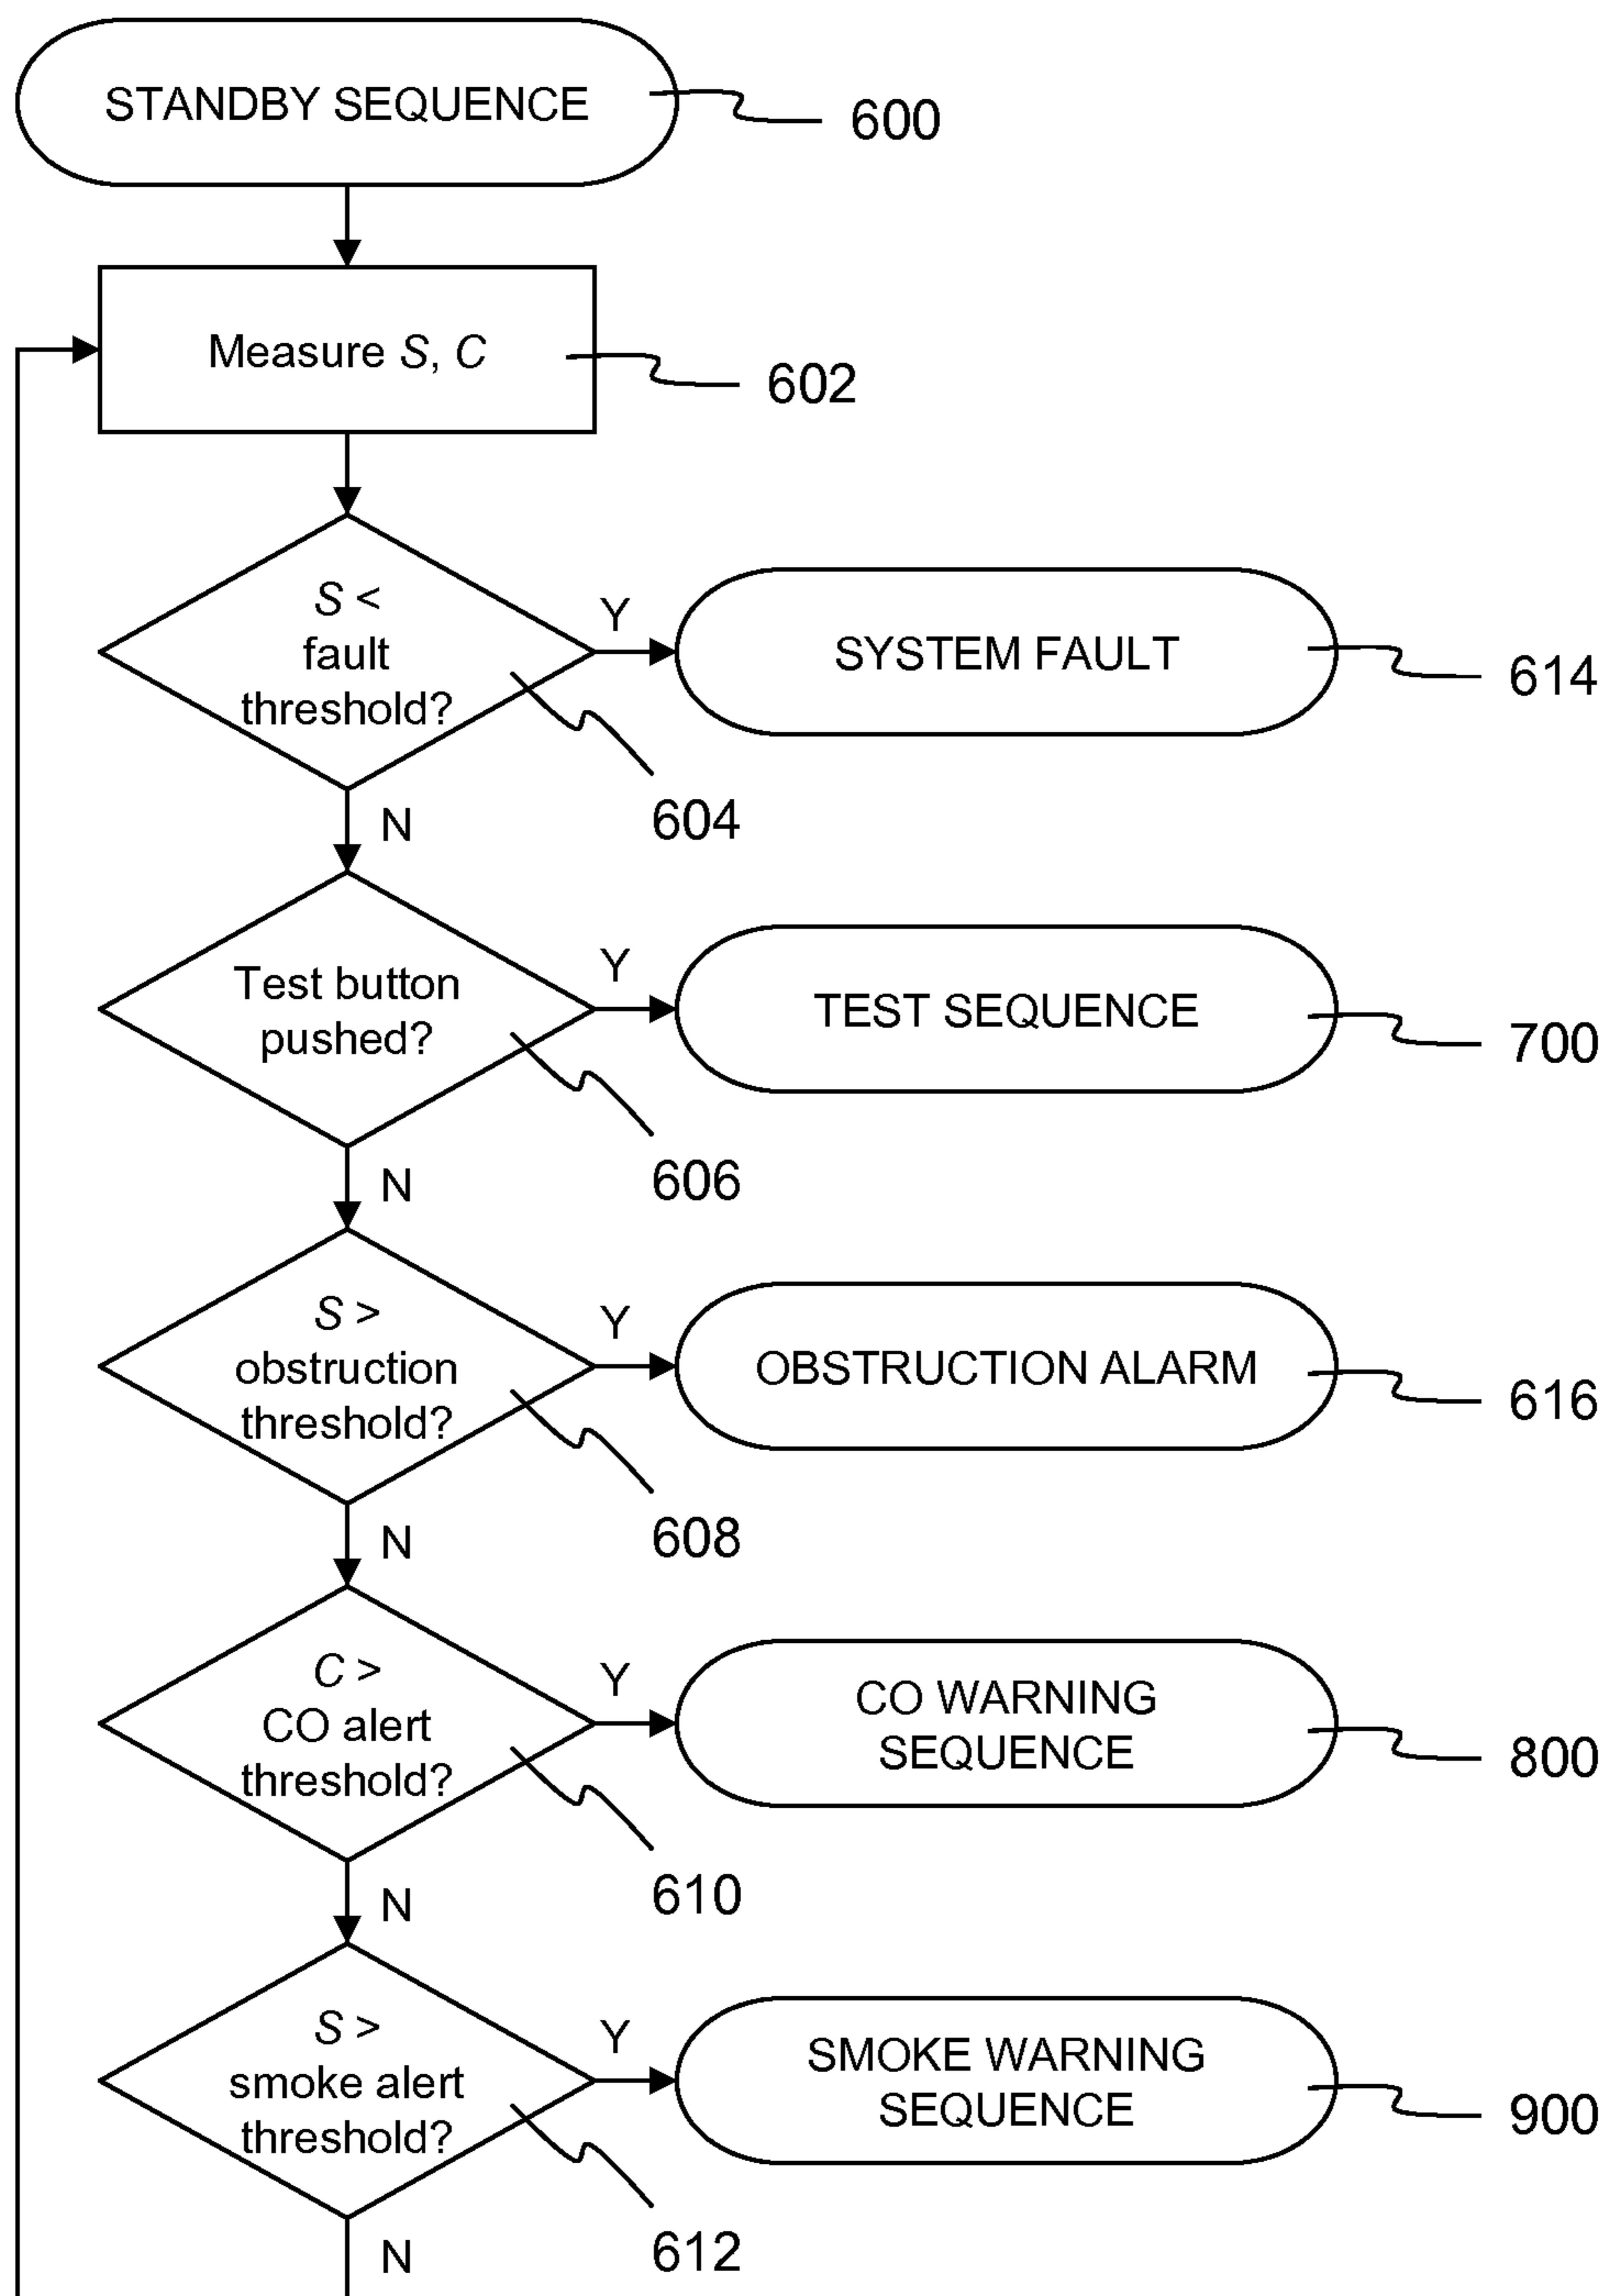 STANDBY SEQUENCE
600
Measure S, C
602
S <
fault
threshold?
Y
SYSTEM FAULT
614
604
N
Test button
pushed?
Y
TEST SEQUENCE
700
606
N
S >
obstruction
threshold?
Y
OBSTRUCTION ALARM
616
608
N
C >
CO alert
threshold?
Y
CO WARNING
SEQUENCE
800
610
N
S >
smoke alert
threshold?
Y
SMOKE WARNING
SEQUENCE
900
612
N